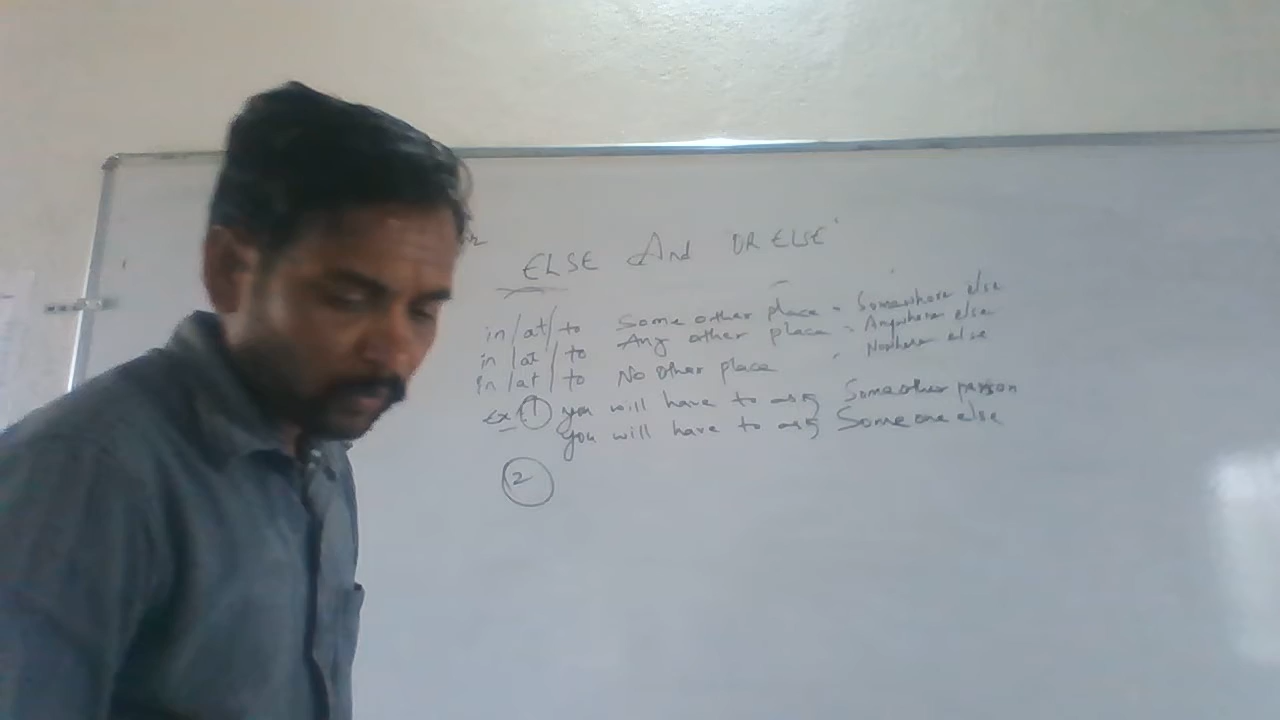 ELSE And OR ELSE
in/at/to Some other place - Somewhere else
in/at/to Any other place - Anywhere else
in/at/to No other place - Nowhere else
Ex ① you will have to ask Some other person
you will have to ask Someone else
②